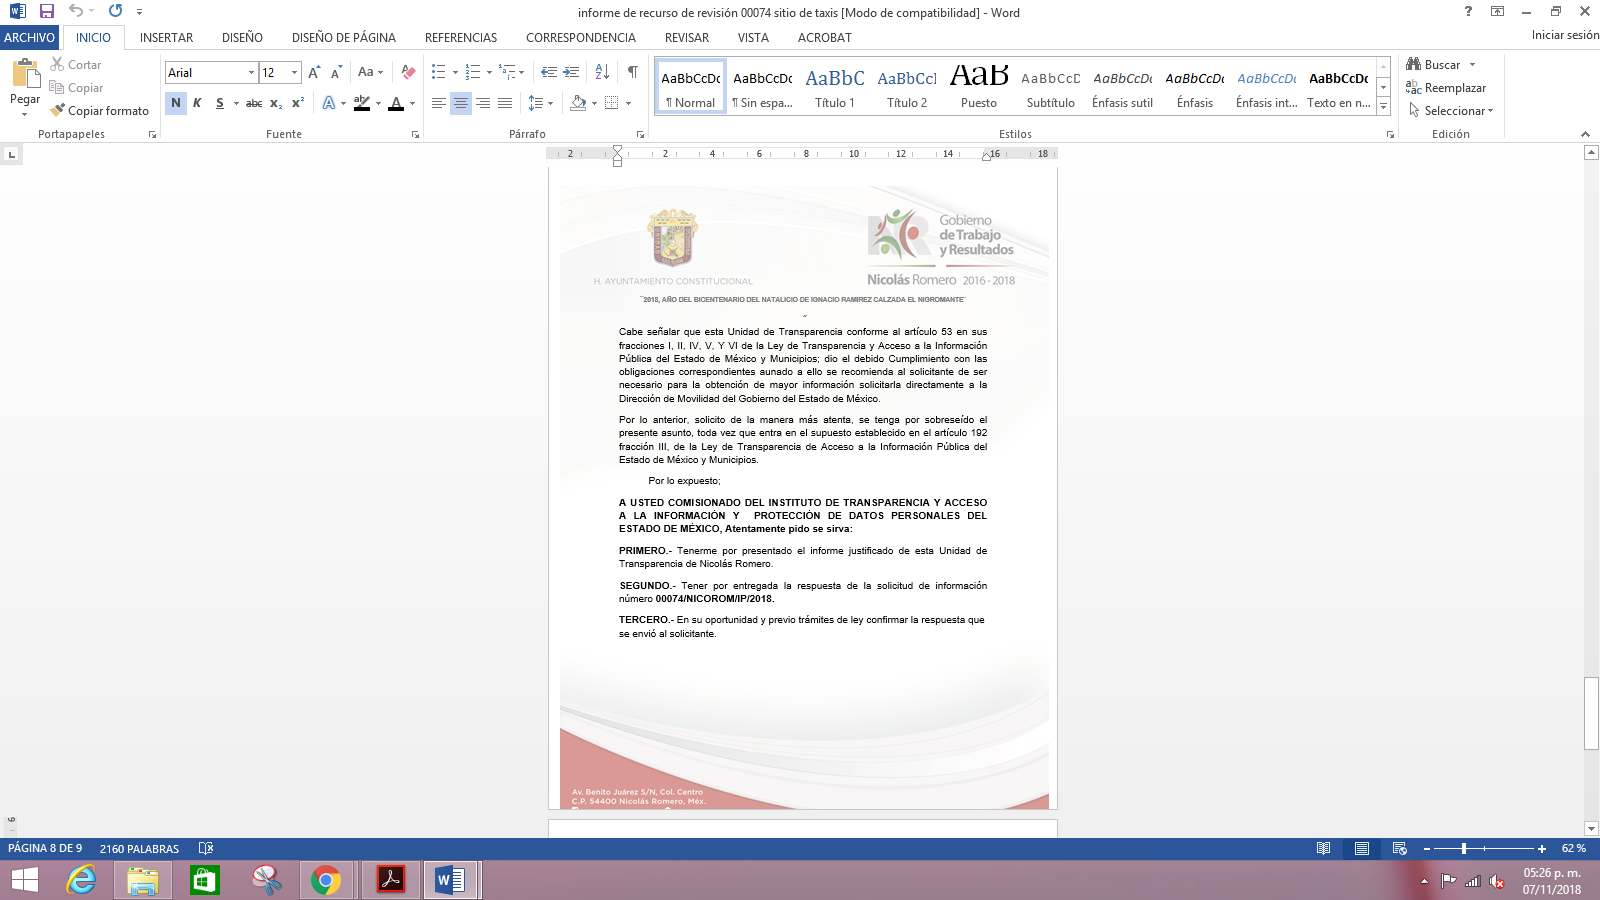 informe de recurso de revisión 00074 sitio de taxis [Modo de compatibilidad] - Word
ARCHIVO INICIO INSERTAR DISEÑO DISEÑO DE PÁGINA REFERENCIAS CORRESPONDENCIA REVISAR VISTA ACROBAT Iniciar sesión
Pegar
Cortar
Copiar
Copiar formato
Portapapeles
Arial 12
N K S abc x₂ x²
Fuente
Párrafo
AaBbCcDc AaBbCcDc AaBbC AaBbCcI AaB AaBbCcD AaBbCcDc AaBbCcDc AaBbCcDc AaBbCcDc
¶ Normal ¶ Sin espa... Título 1 Título 2 Puesto Subtítulo Énfasis sutil Énfasis Énfasis int... Texto en n...
Estilos
Buscar
Reemplazar
Seleccionar
Edición
2 2 4 6 8 10 12 14 16 18
H. AYUNTAMIENTO CONSTITUCIONAL
NR
Gobierno
de Trabajo
y Resultados
Nicolás Romero 2016 - 2018
¨2018, AÑO DEL BICENTENARIO DEL NATALICIO DE IGNACIO RAMIREZ CALZADA EL NIGROMANTE¨
Cabe señalar que esta Unidad de Transparencia conforme al artículo 53 en sus
fracciones I, II, IV, V, Y VI de la Ley de Transparencia y Acceso a la Información
Pública del Estado de México y Municipios; dio el debido Cumplimiento con las
obligaciones correspondientes aunado a ello se recomienda al solicitante de ser
necesario para la obtención de mayor información solicitarla directamente a la
Dirección de Movilidad del Gobierno del Estado de México.
Por lo anterior, solicito de la manera más atenta, se tenga por sobreseído el
presente asunto, toda vez que entra en el supuesto establecido en el artículo 192
fracción III, de la Ley de Transparencia de Acceso a la Información Pública del
Estado de México y Municipios.
Por lo expuesto;
A USTED COMISIONADO DEL INSTITUTO DE TRANSPARENCIA Y ACCESO
A LA INFORMACIÓN Y PROTECCIÓN DE DATOS PERSONALES DEL
ESTADO DE MÉXICO, Atentamente pido se sirva:
PRIMERO.- Tenerme por presentado el informe justificado de esta Unidad de
Transparencia de Nicolás Romero.
SEGUNDO.- Tener por entregada la respuesta de la solicitud de información
número 00074/NICOROM/IP/2018.
TERCERO.- En su oportunidad y previo trámites de ley confirmar la respuesta que
se envió al solicitante.
Av. Benito Juárez S/N, Col. Centro
C.P. 54400 Nicolás Romero, Méx.
PÁGINA 8 DE 9 2160 PALABRAS 62 %
05:26 p. m.
07/11/2018